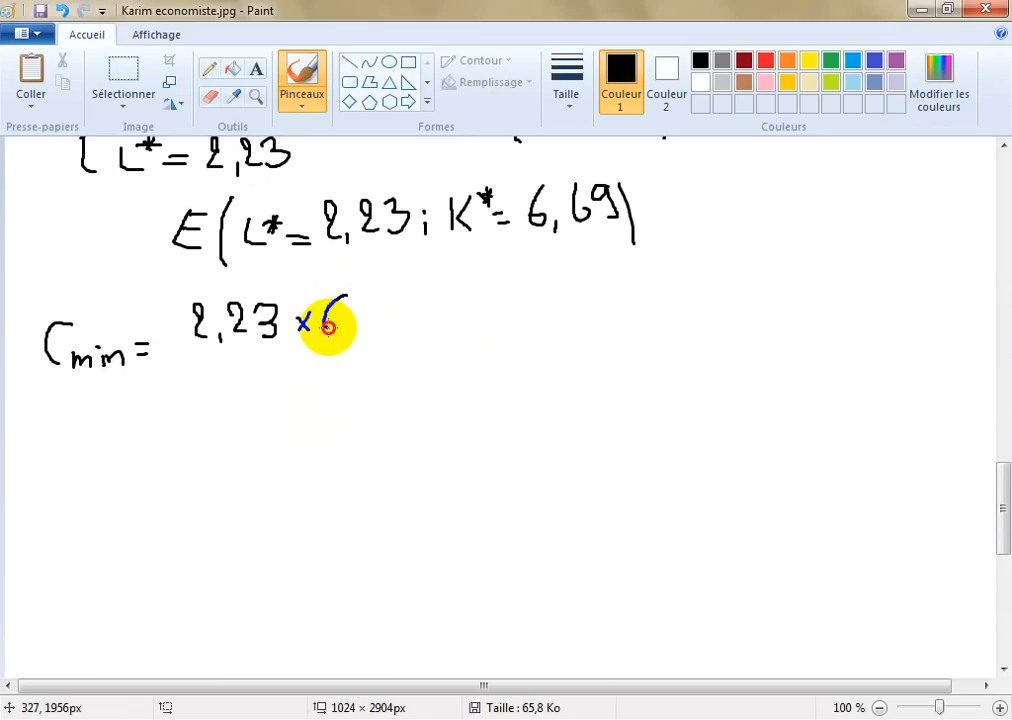 Karim economiste.jpg - Paint
Accueil
Affichage
Coller
Sélectionner
A
Pinceaux
Contour
Remplissage
Taille
Couleur 1
Couleur 2
Modifier les couleurs
Presse-papiers
Image
Outils
Formes
Couleurs
L* = 2,23
E ( L* = 2,23 ; K* = 6,69 )
Cmin = 2,23 × 6
327, 1956px
1024 × 2904px
Taille : 65,8 Ko
100 %